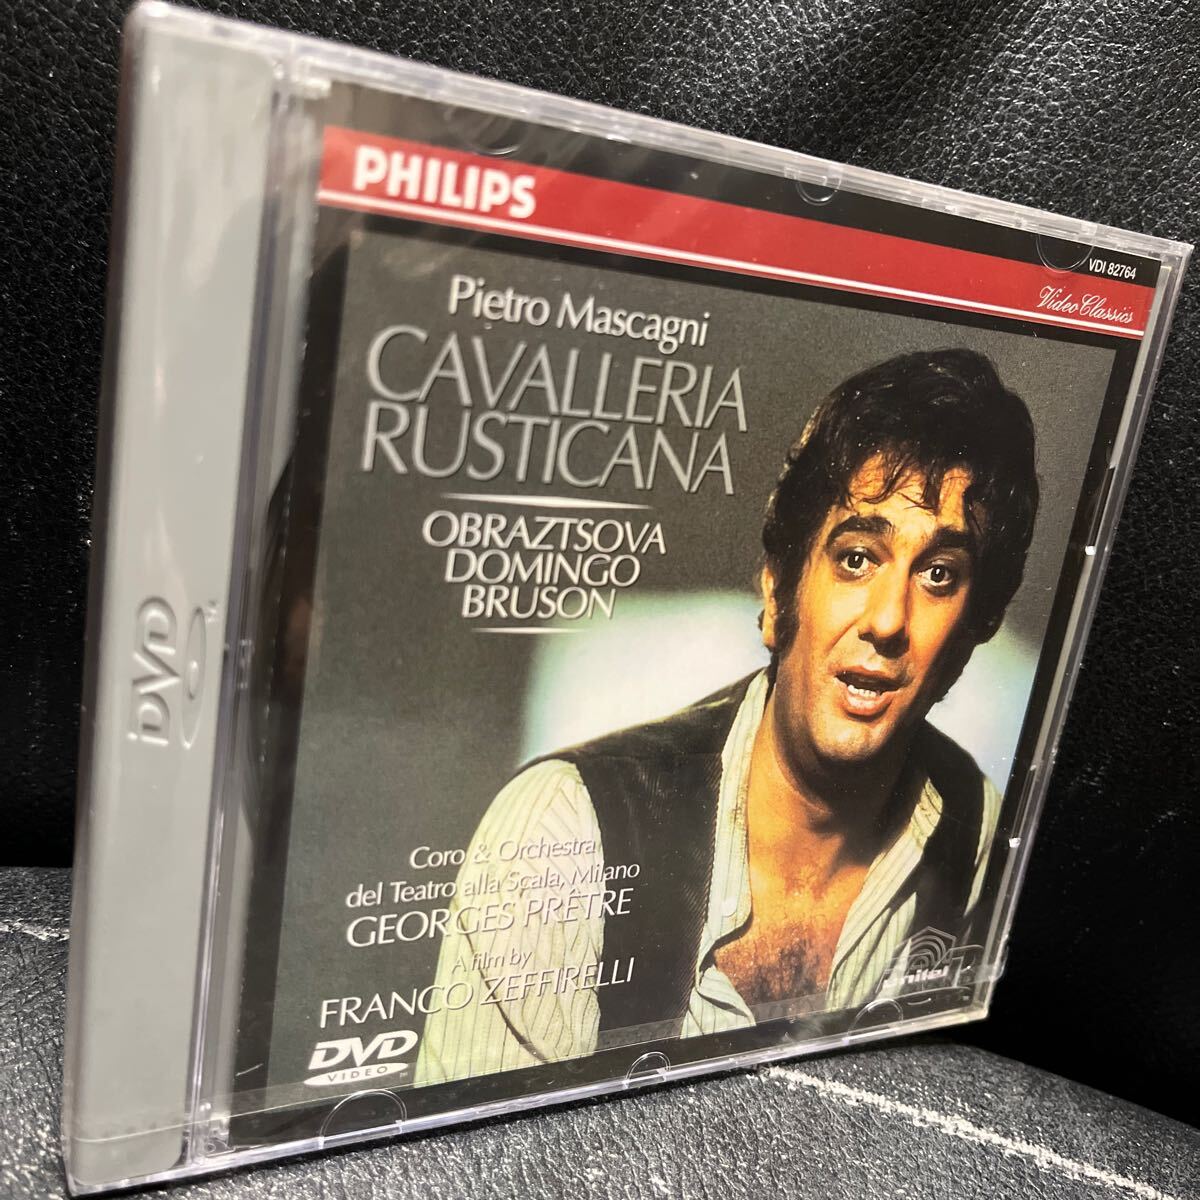 PHILIPS
VDI 82764
Video Classics
Pietro Mascagni
CAVALLERIA
RUSTICANA
OBRAZTSOVA
DOMINGO
BRUSON
Coro & Orchestra
del Teatro alla Scala, Milano
GEORGES PRÊTRE
A film by
FRANCO ZEFFIRELLI
DVD
VIDEO
unitel
DVD